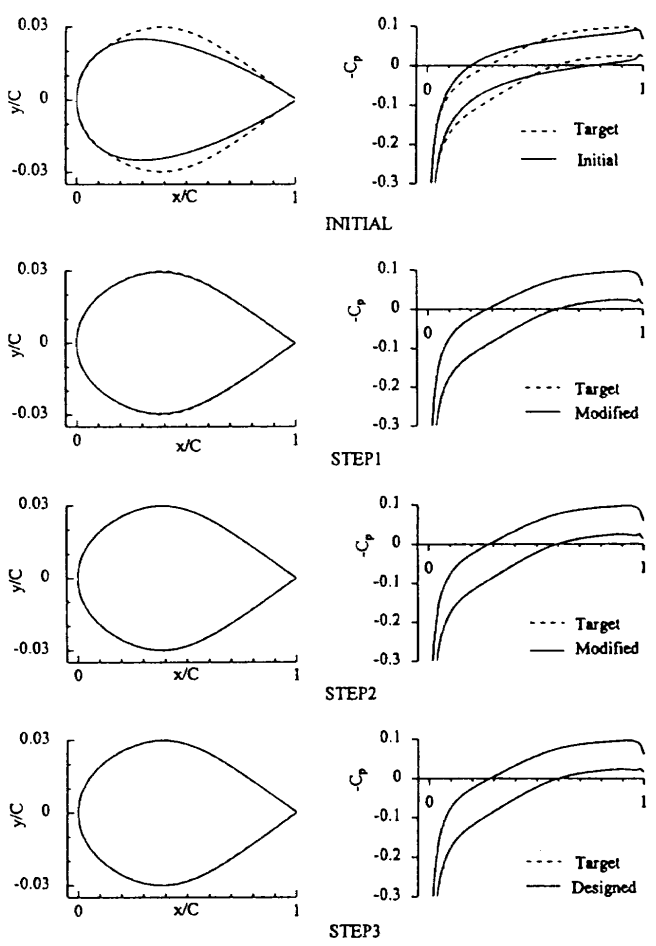 0.03
y/C
0
-0.03
0
x/C
1
0.1
-Cp
0
0
1
-0.1
-0.2
-0.3
Target
Initial
INITIAL
0.03
y/C
0
-0.03
0
x/C
1
0.1
-Cp
0
0
1
-0.1
-0.2
-0.3
Target
Modified
STEP1
0.03
y/C
0
-0.03
0
x/C
1
0.1
-Cp
0
0
1
-0.1
-0.2
-0.3
Target
Modified
STEP2
0.03
y/C
0
-0.03
0
x/C
1
0.1
-Cp
0
0
1
-0.1
-0.2
-0.3
Target
Designed
STEP3